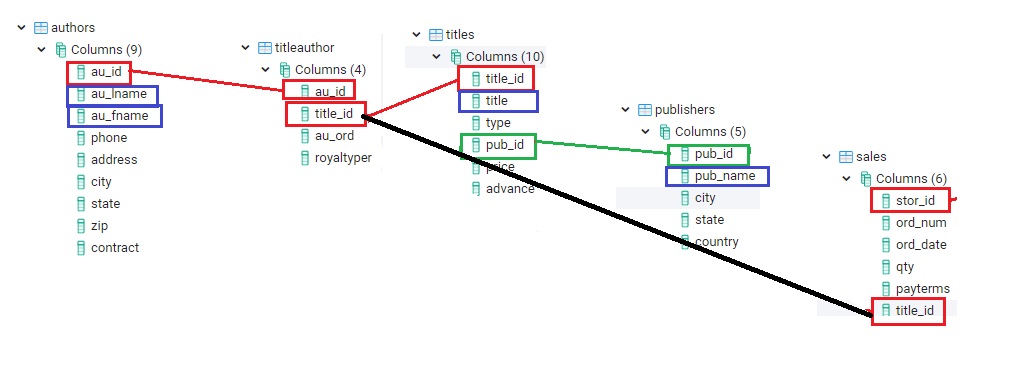 authors
Columns (9)
au_id
au_lname
au_fname
phone
address
city
state
zip
contract
titleauthor
Columns (4)
au_id
title_id
au_ord
royaltyper
titles
Columns (10)
title_id
title
type
pub_id
price
advance
publishers
Columns (5)
pub_id
pub_name
city
state
country
sales
Columns (6)
stor_id
ord_num
ord_date
qty
payterms
title_id